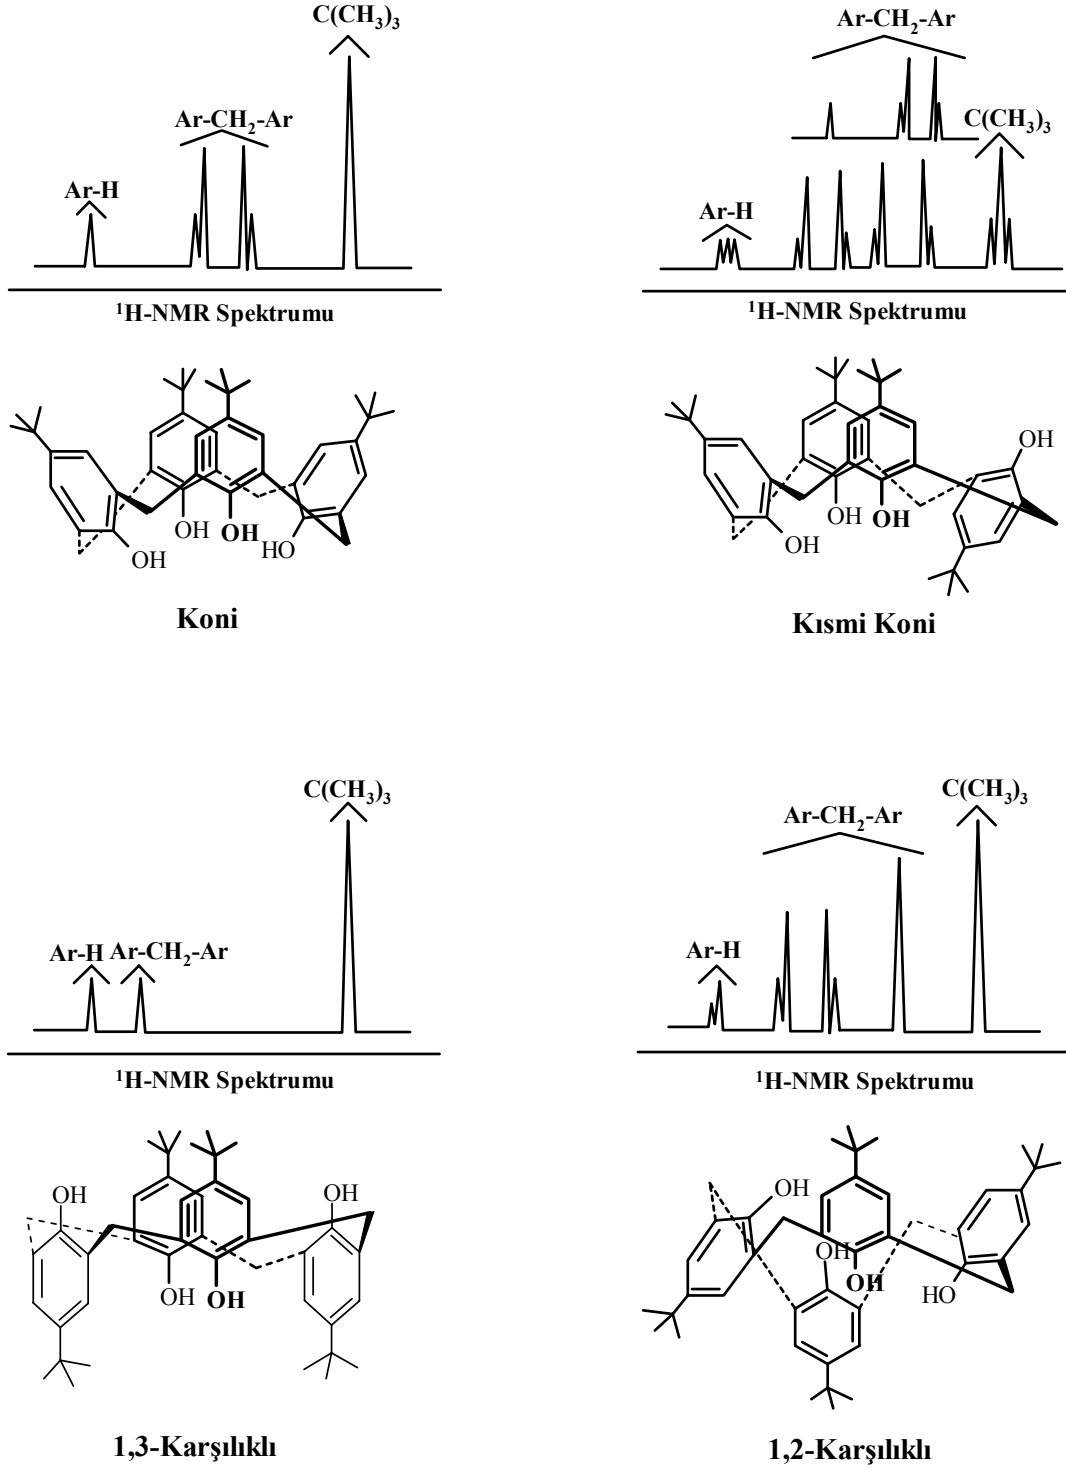 C(CH3)3
Ar-CH2-Ar
Ar-H
¹H-NMR Spektrumu
OH
OH
OH
HO
Koni
Ar-CH2-Ar
C(CH3)3
Ar-H
¹H-NMR Spektrumu
OH
OH
OH
OH
Kısmi Koni
C(CH3)3
Ar-H Ar-CH2-Ar
¹H-NMR Spektrumu
OH
OH
OH
OH
1,3-Karşılıklı
C(CH3)3
Ar-CH2-Ar
Ar-H
¹H-NMR Spektrumu
OH
OH
OH
HO
1,2-Karşılıklı